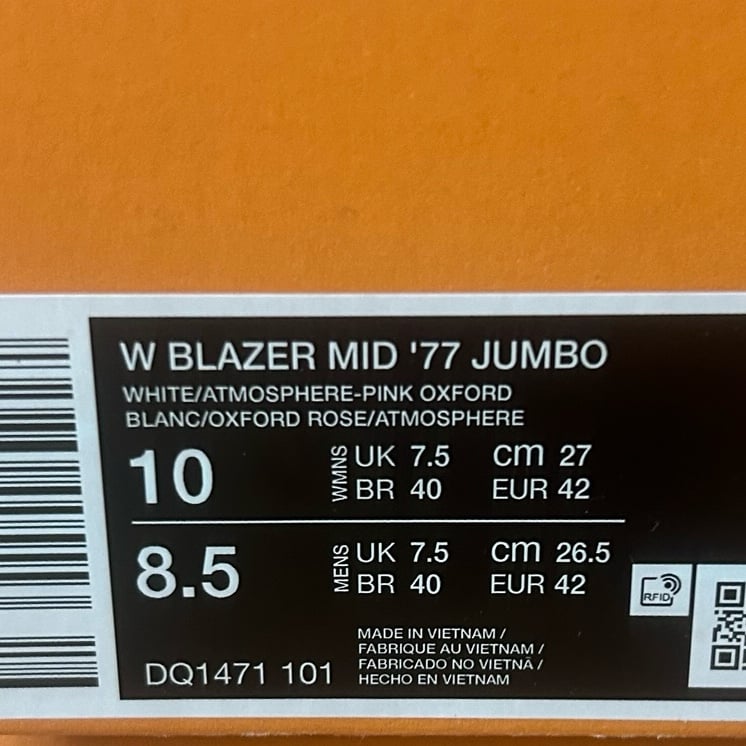 W BLAZER MID '77 JUMBO
WHITE/ATMOSPHERE-PINK OXFORD
BLANC/OXFORD ROSE/ATMOSPHERE
10 WMNS UK 7.5 cm 27
BR 40 EUR 42
8.5 MENS UK 7.5 cm 26.5
BR 40 EUR 42
RFID
MADE IN VIETNAM /
FABRIQUE AU VIETNAM /
FABRICADO NO VIETNÃ /
HECHO EN VIETNAM
DQ1471 101